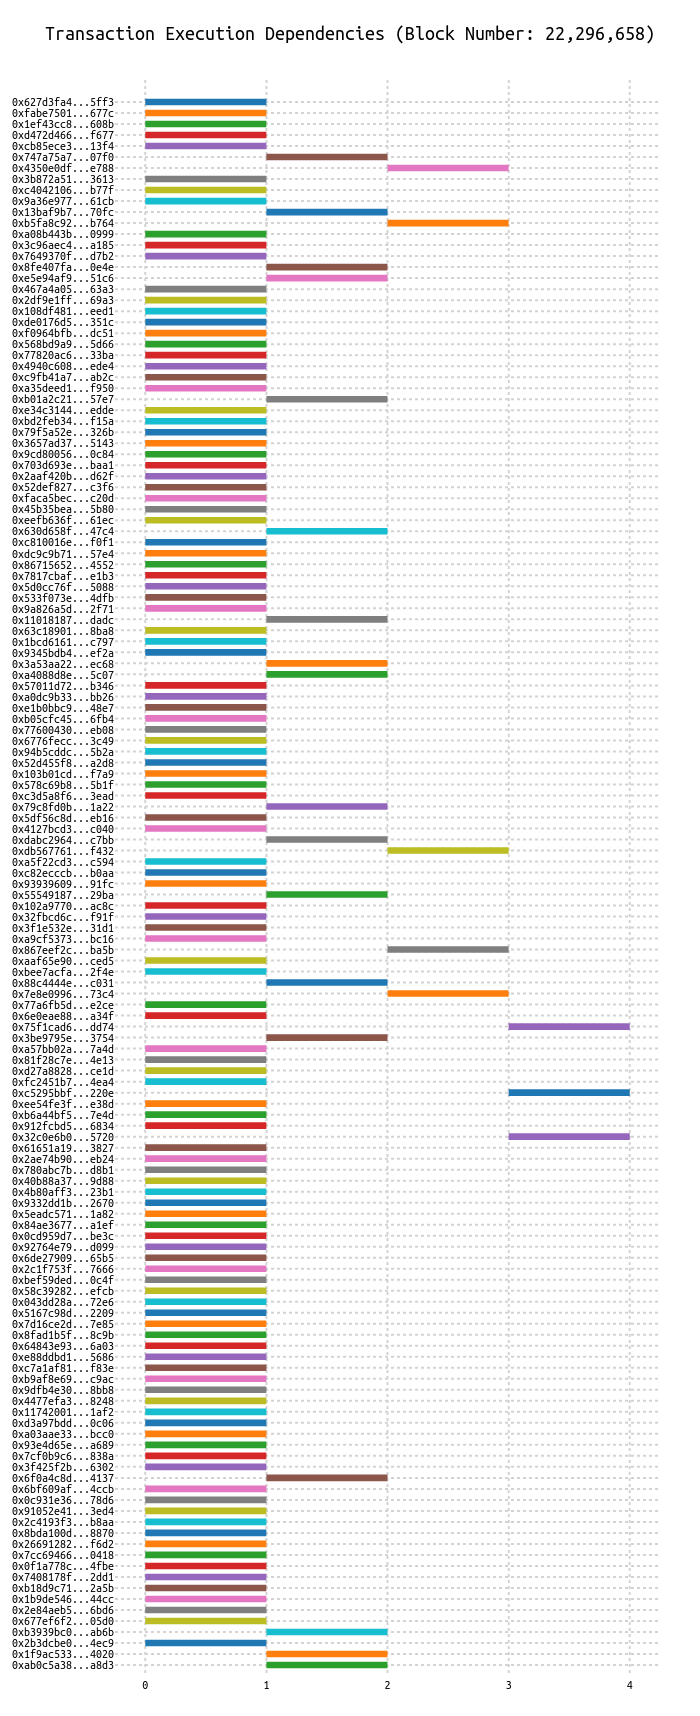 Transaction Execution Dependencies (Block Number: 22,296,658)
0x627d3fa4...5ff3
0xfabe7501...677c
0x1ef43cc8...608b
0xd472d466...f677
0xcb85ece3...13f4
0x747a75a7...07f0
0x4350e0df...e788
0x3b872a51...3613
0xc4042106...b77f
0x9a36e977...61cb
0x13baf9b7...70fc
0xb5fa8c92...b764
0xa08b443b...0999
0x3c96aec4...a185
0x7649370f...d7b2
0x8fe407fa...0e4e
0xe5e94af9...51c6
0x467a4a05...63a3
0x2df9e1ff...69a3
0x108df481...eed1
0xde0176d5...351c
0xf0964bfb...dc51
0x568bd9a9...5d66
0x77820ac6...33ba
0x4940c608...ede4
0xc9fb41a7...ab2c
0xa35deed1...f950
0xb01a2c21...57e7
0xe34c3144...edde
0xbd2feb34...f15a
0x79f5a52e...326b
0x3657ad37...5143
0x9cd80056...0c84
0x703d693e...baa1
0x2aaf420b...d62f
0x52def827...c3f6
0xfaca5bec...c20d
0x45b35bea...5b80
0xeefb636f...61ec
0x630d658f...47c4
0xc810016e...f0f1
0xdc9c9b71...57e4
0x86715652...4552
0x7817cbaf...e1b3
0x5d0cc76f...5088
0x533f073e...4dfb
0x9a826a5d...2f71
0x11018187...dadc
0x63c18901...8ba8
0x1bcd6161...c797
0x9345bdb4...ef2a
0x3a53aa22...ec68
0xa4088d8e...5c07
0x57011d72...b346
0xa0dc9b33...bb26
0xe1b0bbc9...48e7
0xb05cfc45...6fb4
0x77600430...eb08
0x6776fecc...3c49
0x94b5cddc...5b2a
0x52d455f8...a2d8
0x103b01cd...f7a9
0x578c69b8...5b1f
0xc3d5a8f6...3ead
0x79c8fd0b...1a22
0x5df56c8d...eb16
0x4127bcd3...c040
0xdabc2964...c7bb
0xdb567761...f432
0xa5f22cd3...c594
0xc82ecccb...b0aa
0x93939609...91fc
0x55549187...29ba
0x102a9770...ac8c
0x32fbcd6c...f91f
0x3f1e532e...31d1
0xa9cf5373...bc16
0x867eef2c...ba5b
0xaaf65e90...ced5
0xbee7acfa...2f4e
0x88c4444e...c031
0x7e8e0996...73c4
0x77a6fb5d...e2ce
0x6e0eae88...a34f
0x75f1cad6...dd74
0x3be9795e...3754
0xa57bb02a...7a4d
0x81f28c7e...4e13
0xd27a8828...ce1d
0xfc2451b7...4ea4
0xc5295bbf...220e
0xee54fe3f...e38d
0xb6a44bf5...7e4d
0x912fcbd5...6834
0x32c0e6b0...5720
0x61651a19...3827
0x2ae74b90...eb24
0x780abc7b...d8b1
0x40b88a37...9d88
0x4b80aff3...23b1
0x9332dd1b...2670
0x5eadc571...1a82
0x84ae3677...a1ef
0x0cd959d7...be3c
0x92764e79...d099
0x6de27909...65b5
0x2c1f753f...7666
0xbef59ded...0c4f
0x58c39282...efcb
0x043dd28a...72e6
0x5167c98d...2209
0x7d16ce2d...7e85
0x8fad1b5f...8c9b
0x64843e93...6a03
0xe88ddbd1...5686
0xc7a1af81...f83e
0xb9af8e69...c9ac
0x9dfb4e30...8bb8
0x4477efa3...8248
0x11742001...1af2
0xd3a97bdd...0c06
0xa03aae33...bcc0
0x93e4d65e...a689
0x7cf0b9c6...838a
0x3f425f2b...6302
0x6f0a4c8d...4137
0x6bf609af...4ccb
0x0c931e36...78d6
0x91052e41...3ed4
0x2c4193f3...b8aa
0x8bda100d...8870
0x26691282...f6d2
0x7cc69466...0418
0x0f1a778c...4fbe
0x7408178f...2dd1
0xb18d9c71...2a5b
0x1b9de546...44cc
0x2e84aeb5...6bd6
0x677ef6f2...05d0
0xb3939bc0...ab6b
0x2b3dcbe0...4ec9
0x1f9ac533...4020
0xab0c5a38...a8d3
0 1 2 3 4